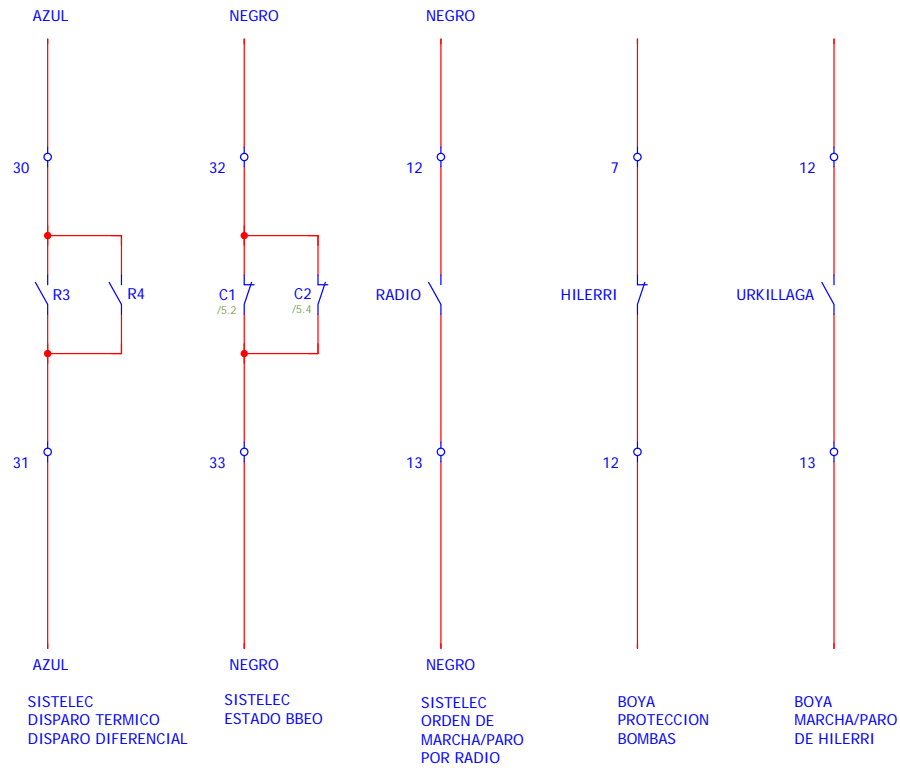 AZUL
NEGRO
NEGRO
30
32
12
7
12
R3
R4
C1
/5.2
C2
/5.4
RADIO
HILERRI
URKILLAGA
31
33
13
12
13
AZUL
NEGRO
NEGRO
SISTELEC
DISPARO TERMICO
DISPARO DIFERENCIAL
SISTELEC
ESTADO BBEO
SISTELEC
ORDEN DE
MARCHA/PARO
POR RADIO
BOYA
PROTECCION
BOMBAS
BOYA
MARCHA/PARO
DE HILERRI